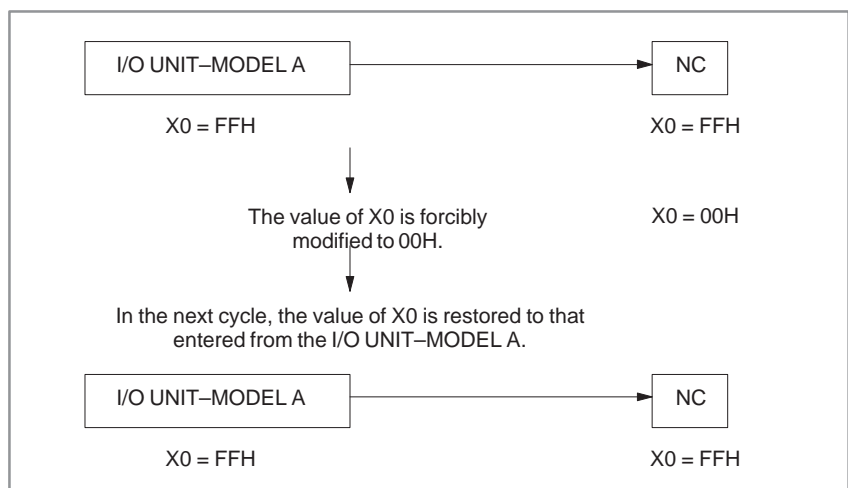 I/O UNIT–MODEL A
NC
X0 = FFH
X0 = FFH
The value of X0 is forcibly
X0 = 00H
modified to 00H.
In the next cycle, the value of X0 is restored to that
entered from the I/O UNIT–MODEL A.
I/O UNIT–MODEL A
NC
X0 = FFH
X0 = FFH